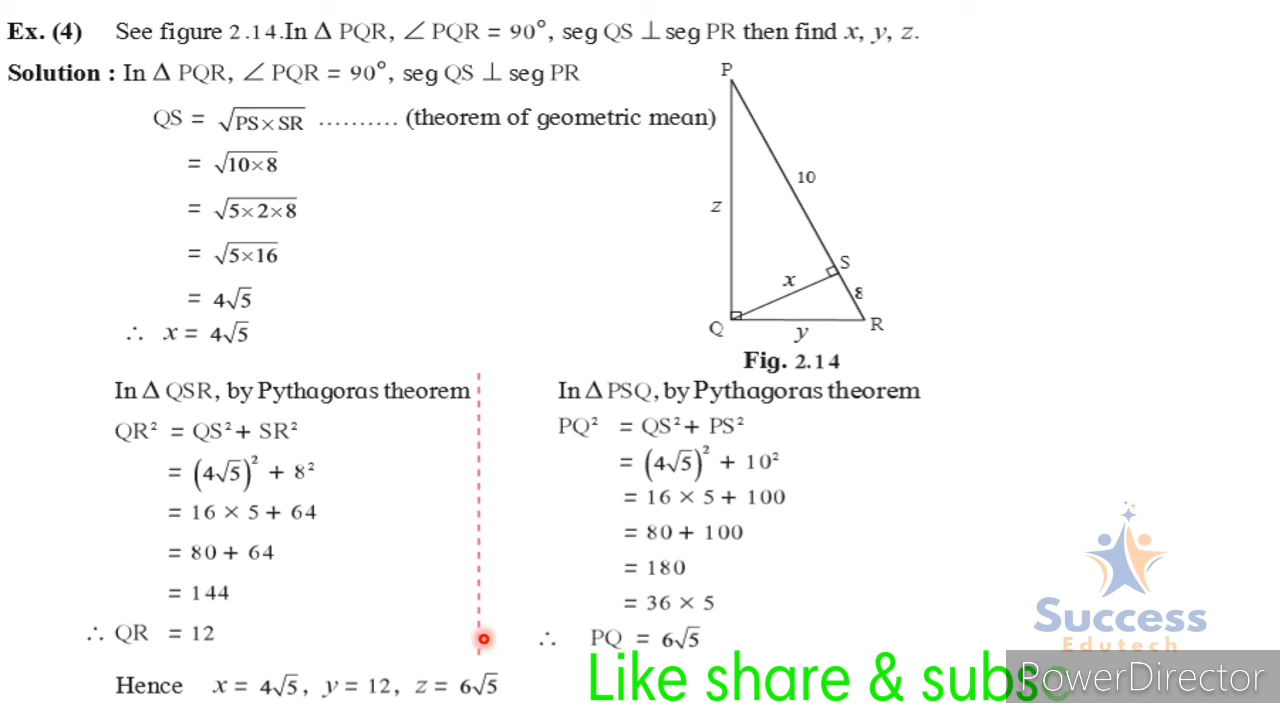 Ex. (4) See figure 2.14.In Δ PQR, ∠ PQR = 90°, seg QS ⊥ seg PR then find x, y, z.
Solution : In Δ PQR, ∠ PQR = 90°, seg QS ⊥ seg PR
QS = √(PS × SR) .......... (theorem of geometric mean)
= √(10 × 8)
= √(5 × 2 × 8)
= √(5 × 16)
= 4√5
∴ x = 4√5
P
10
z
S
x
8
Q
R
y
Fig. 2.14
In Δ QSR, by Pythagoras theorem
QR² = QS² + SR²
= (4√5)² + 8²
= 16 × 5 + 64
= 80 + 64
= 144
∴ QR = 12
In Δ PSQ, by Pythagoras theorem
PQ² = QS² + PS²
= (4√5)² + 10²
= 16 × 5 + 100
= 80 + 100
= 180
= 36 × 5
∴ PQ = 6√5
Hence x = 4√5, y = 12, z = 6√5
Success
Edutech
Like share & subsc
PowerDirector